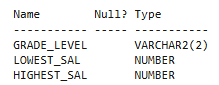 Name        Null? Type
----------- ----- -----------
GRADE_LEVEL       VARCHAR2(2)
LOWEST_SAL        NUMBER
HIGHEST_SAL       NUMBER